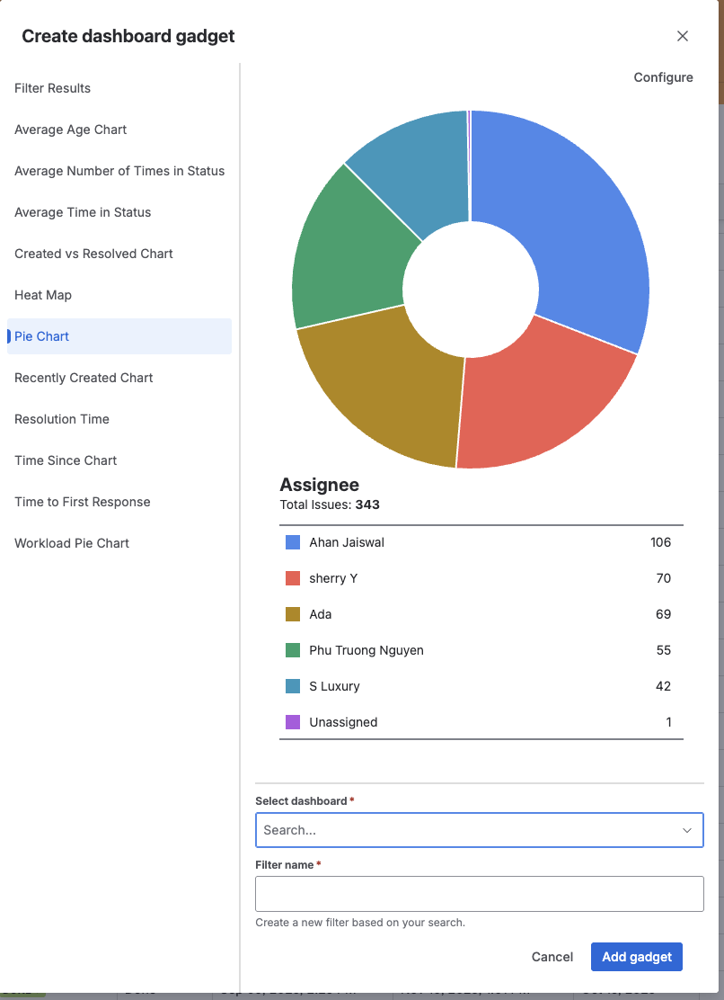 Create dashboard gadget
Filter Results
Average Age Chart
Average Number of Times in Status
Average Time in Status
Created vs Resolved Chart
Heat Map
Pie Chart
Recently Created Chart
Resolution Time
Time Since Chart
Time to First Response
Workload Pie Chart
Configure
Assignee
Total Issues: 343
Ahan Jaiswal 106
sherry Y 70
Ada 69
Phu Truong Nguyen 55
S Luxury 42
Unassigned 1
Select dashboard *
Search...
Filter name *
Create a new filter based on your search.
Cancel
Add gadget